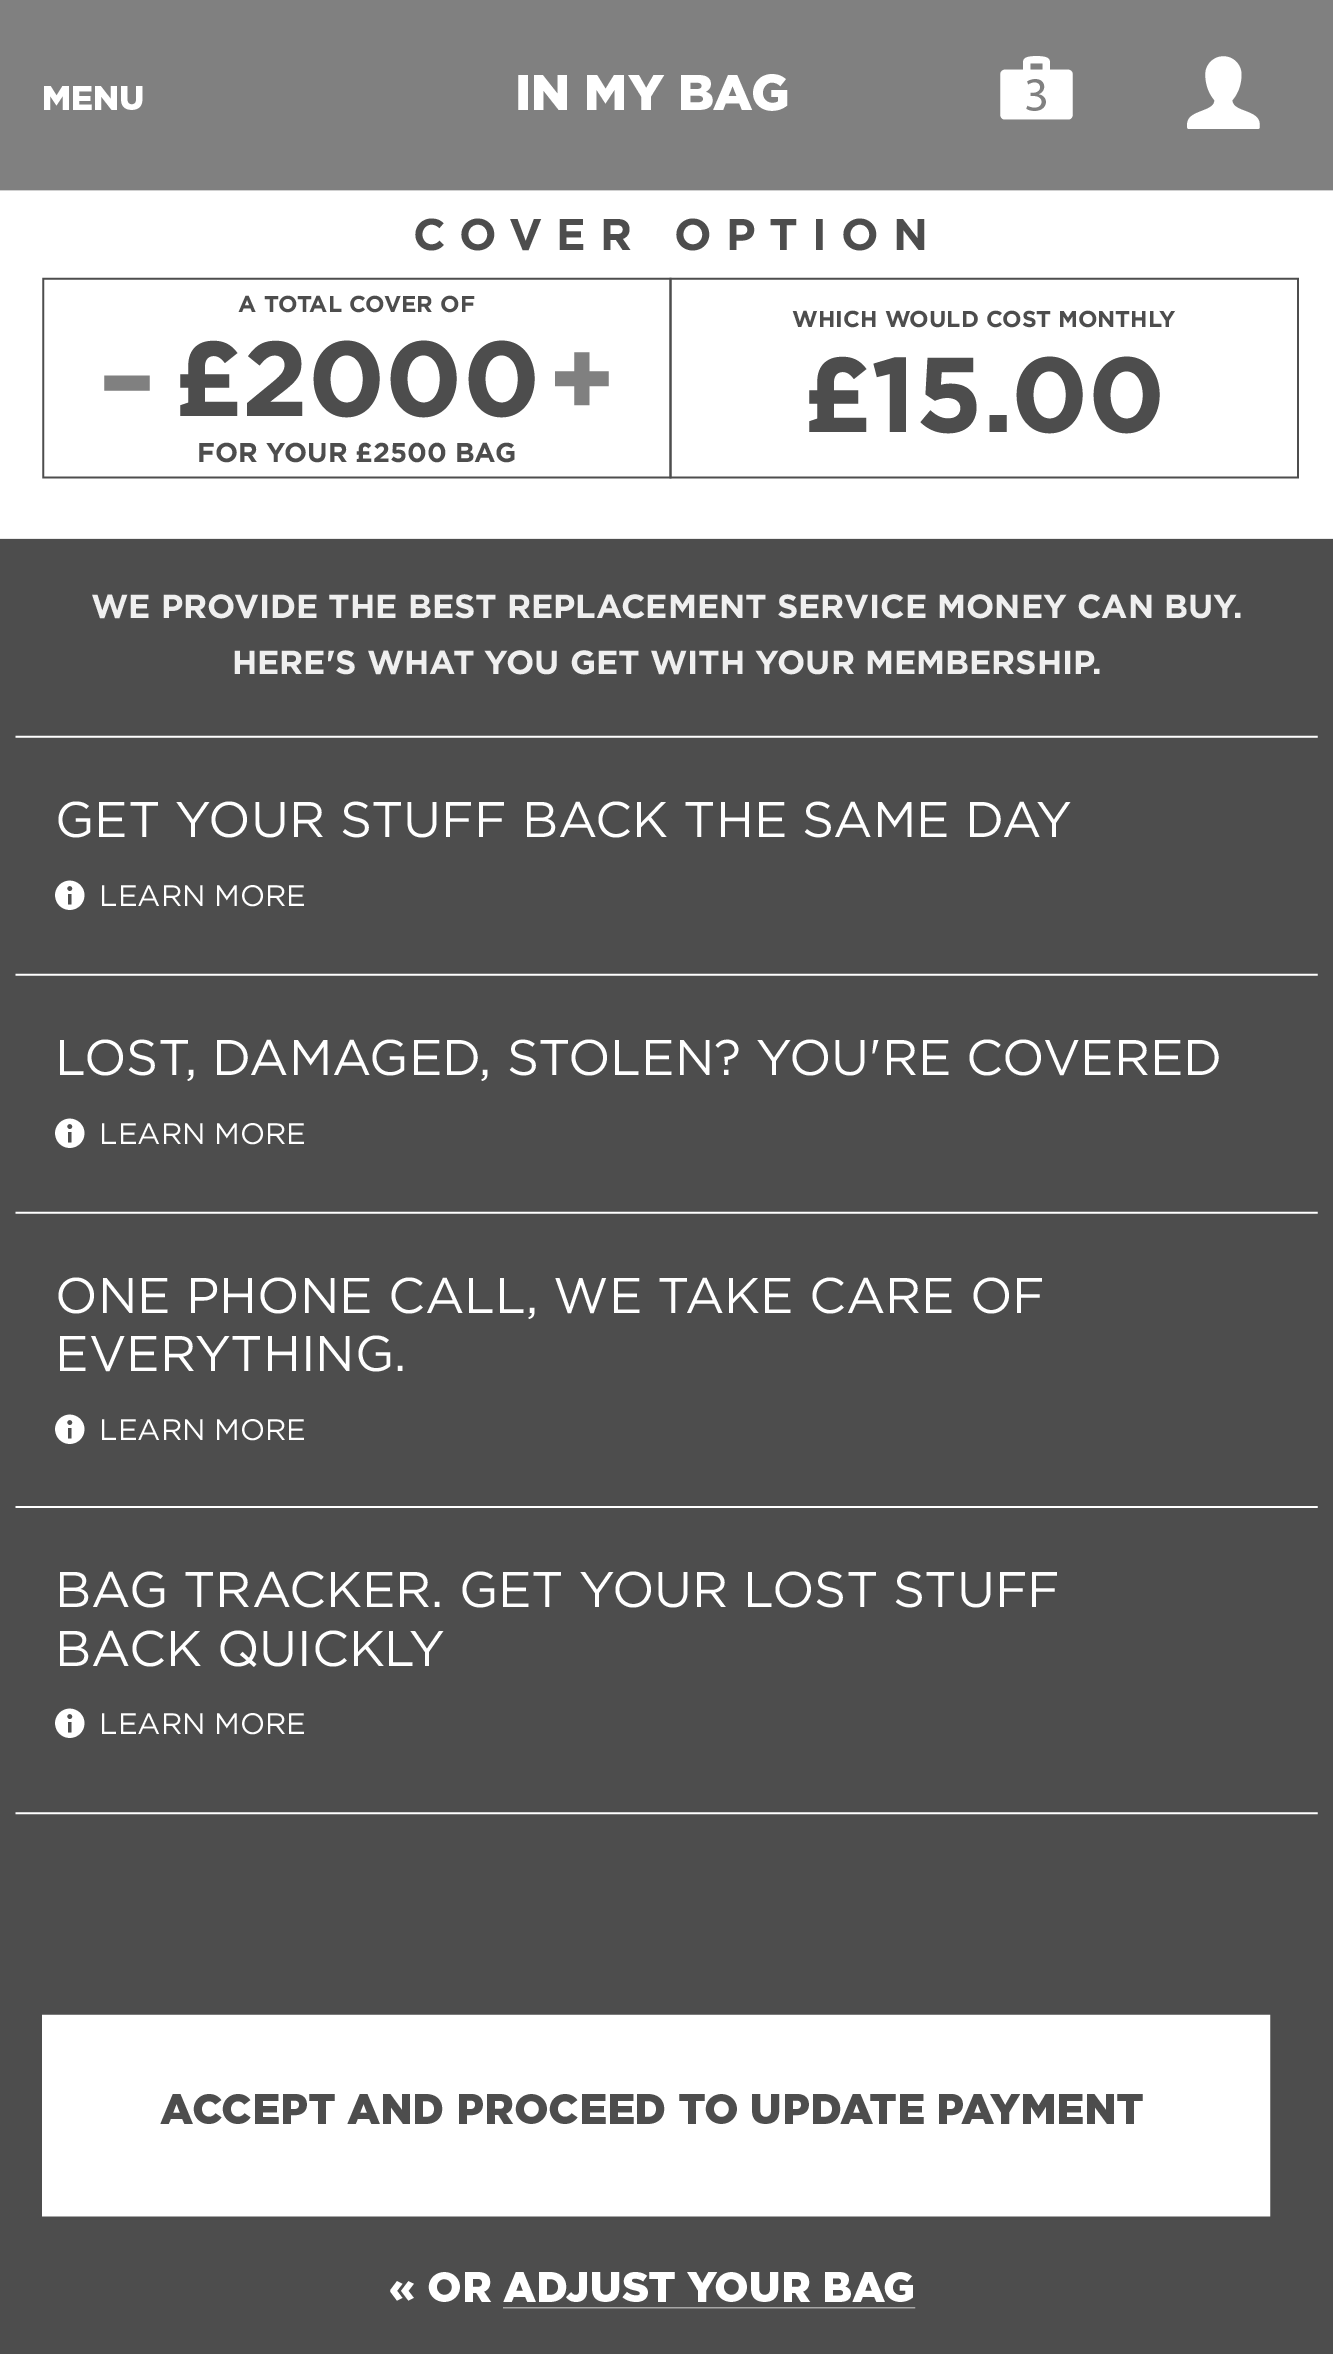 MENU
IN MY BAG
3
COVER OPTION
A TOTAL COVER OF
- £2000 +
FOR YOUR £2500 BAG
WHICH WOULD COST MONTHLY
£15.00
WE PROVIDE THE BEST REPLACEMENT SERVICE MONEY CAN BUY.
HERE'S WHAT YOU GET WITH YOUR MEMBERSHIP.
GET YOUR STUFF BACK THE SAME DAY
i LEARN MORE
LOST, DAMAGED, STOLEN? YOU'RE COVERED
i LEARN MORE
ONE PHONE CALL, WE TAKE CARE OF
EVERYTHING.
i LEARN MORE
BAG TRACKER. GET YOUR LOST STUFF
BACK QUICKLY
i LEARN MORE
ACCEPT AND PROCEED TO UPDATE PAYMENT
« OR ADJUST YOUR BAG